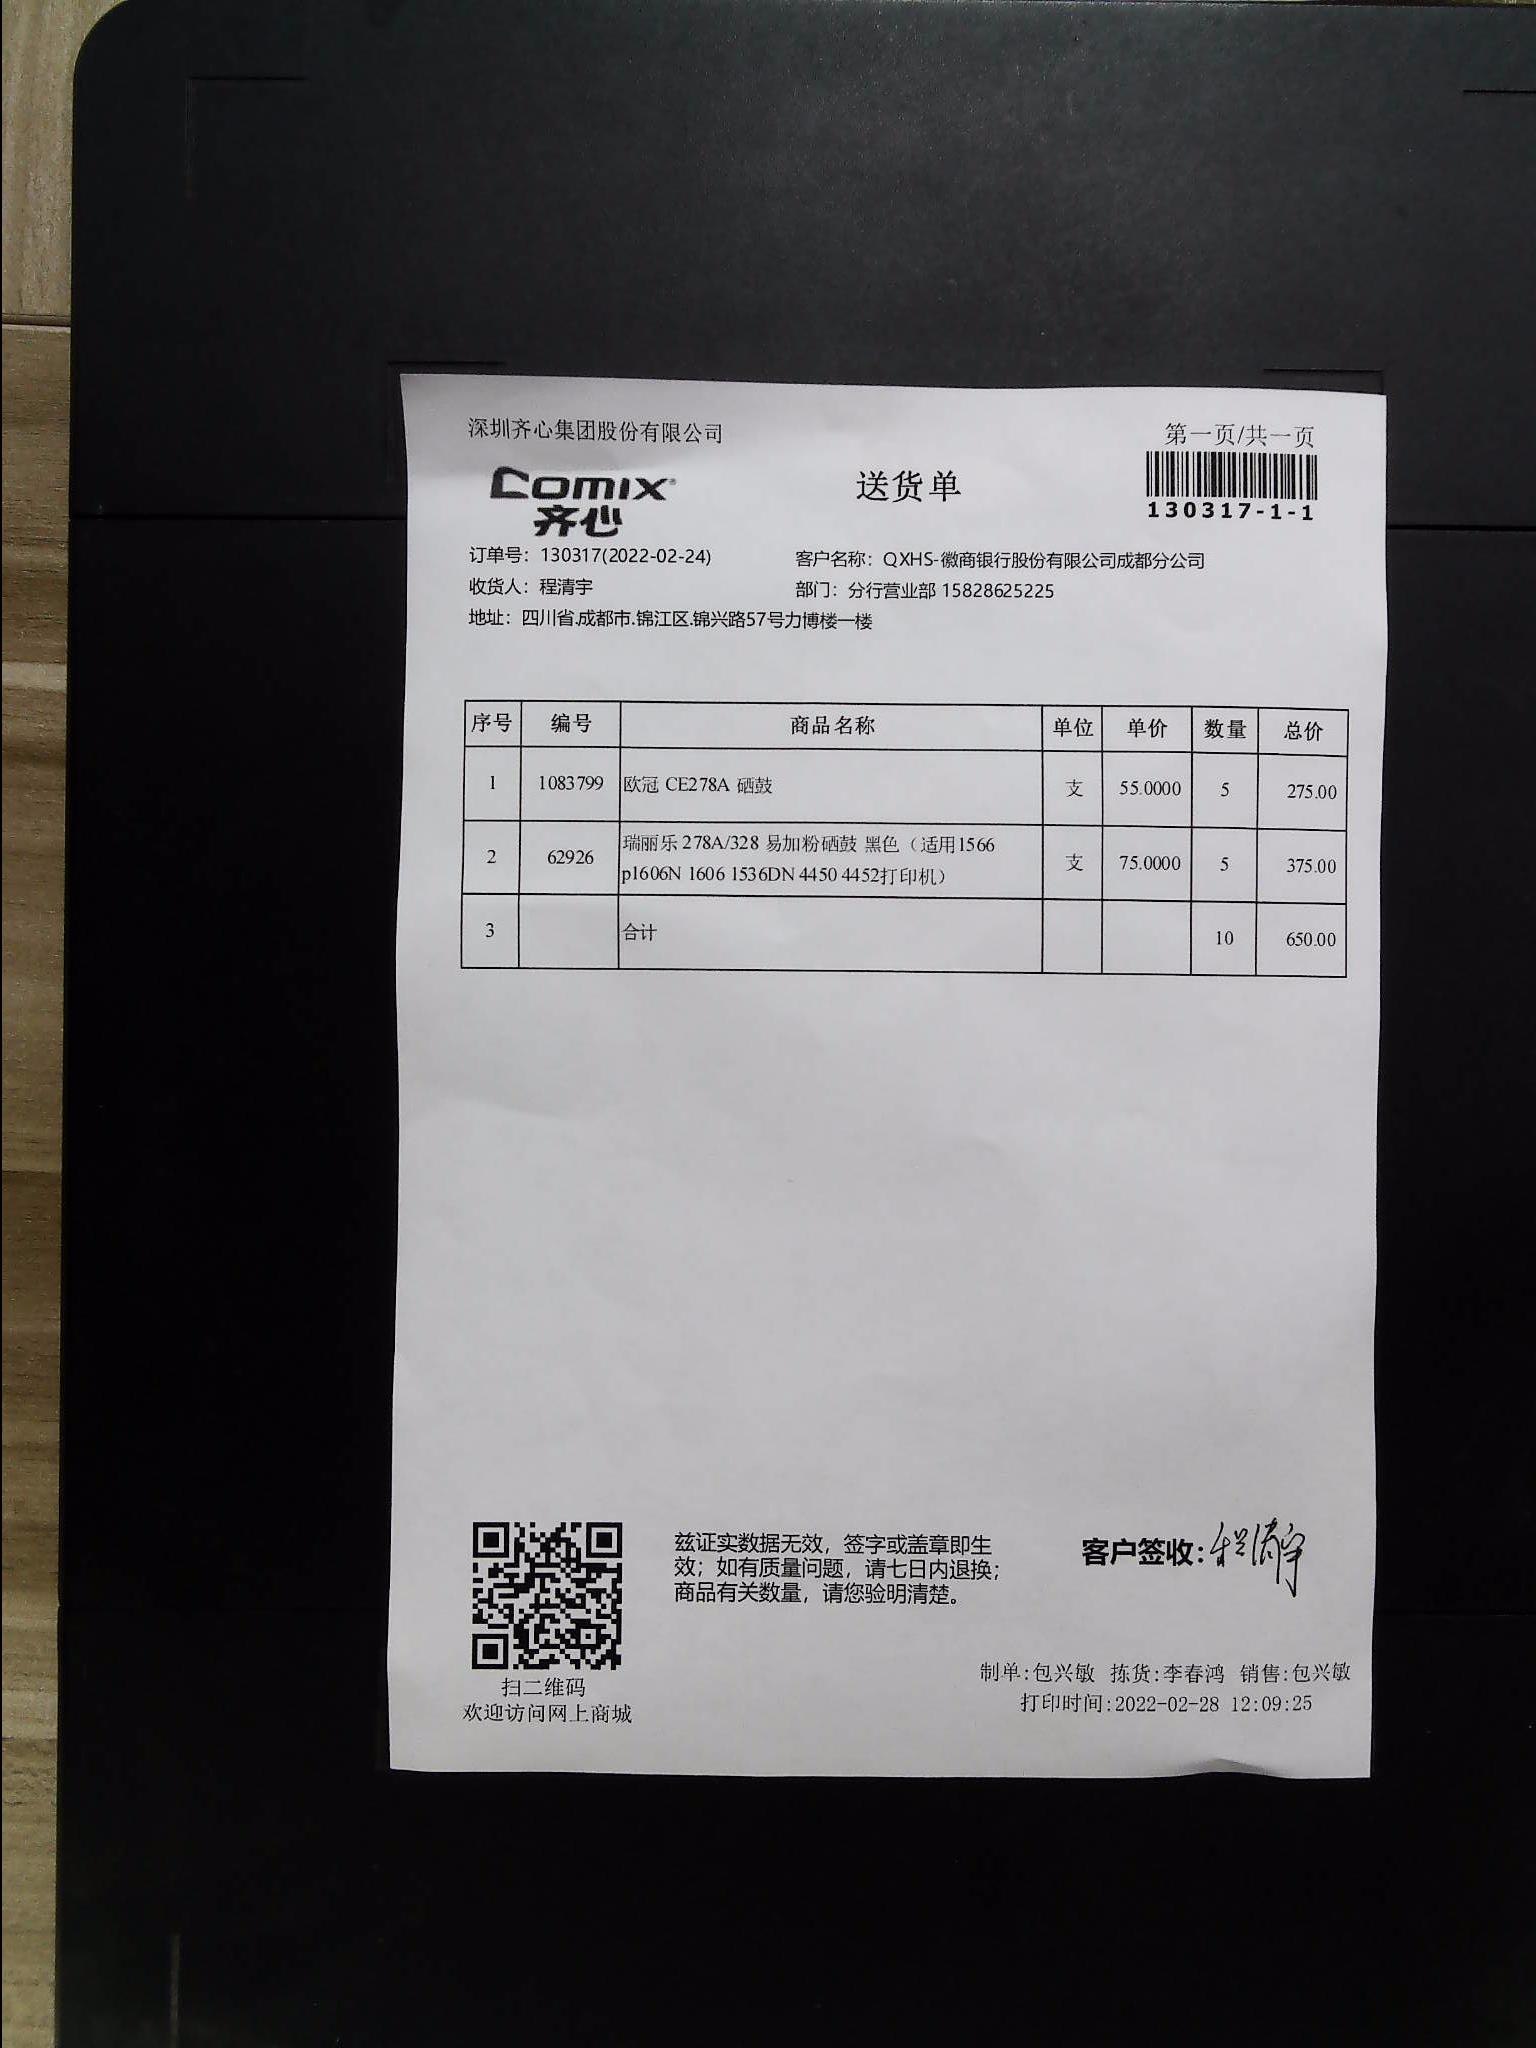 深圳齐心集团股份有限公司
第一页/共一页
Comix®
齐心
送货单
130317-1-1
订单号：130317(2022-02-24)
客户名称：QXHS-徽商银行股份有限公司成都分公司
收货人：程清宇
部门：分行营业部 15828625225
地址：四川省.成都市.锦江区.锦兴路57号力博楼一楼
序号 编号 商品名称 单位 单价 数量 总价
1 1083799 欧冠 CE278A 硒鼓 支 55.0000 5 275.00
2 62926 瑞丽乐 278A/328 易加粉硒鼓 黑色（适用1566 支 75.0000 5 375.00
p1606N 1606 1536DN 4450 4452打印机）
3 合计 10 650.00
兹证实数据无效，签字或盖章即生
效；如有质量问题，请七日内退换；
商品有关数量，请您验明清楚。
客户签收：程清宇
扫二维码
欢迎访问网上商城
制单:包兴敏 拣货:李春鸿 销售:包兴敏
打印时间:2022-02-28 12:09:25